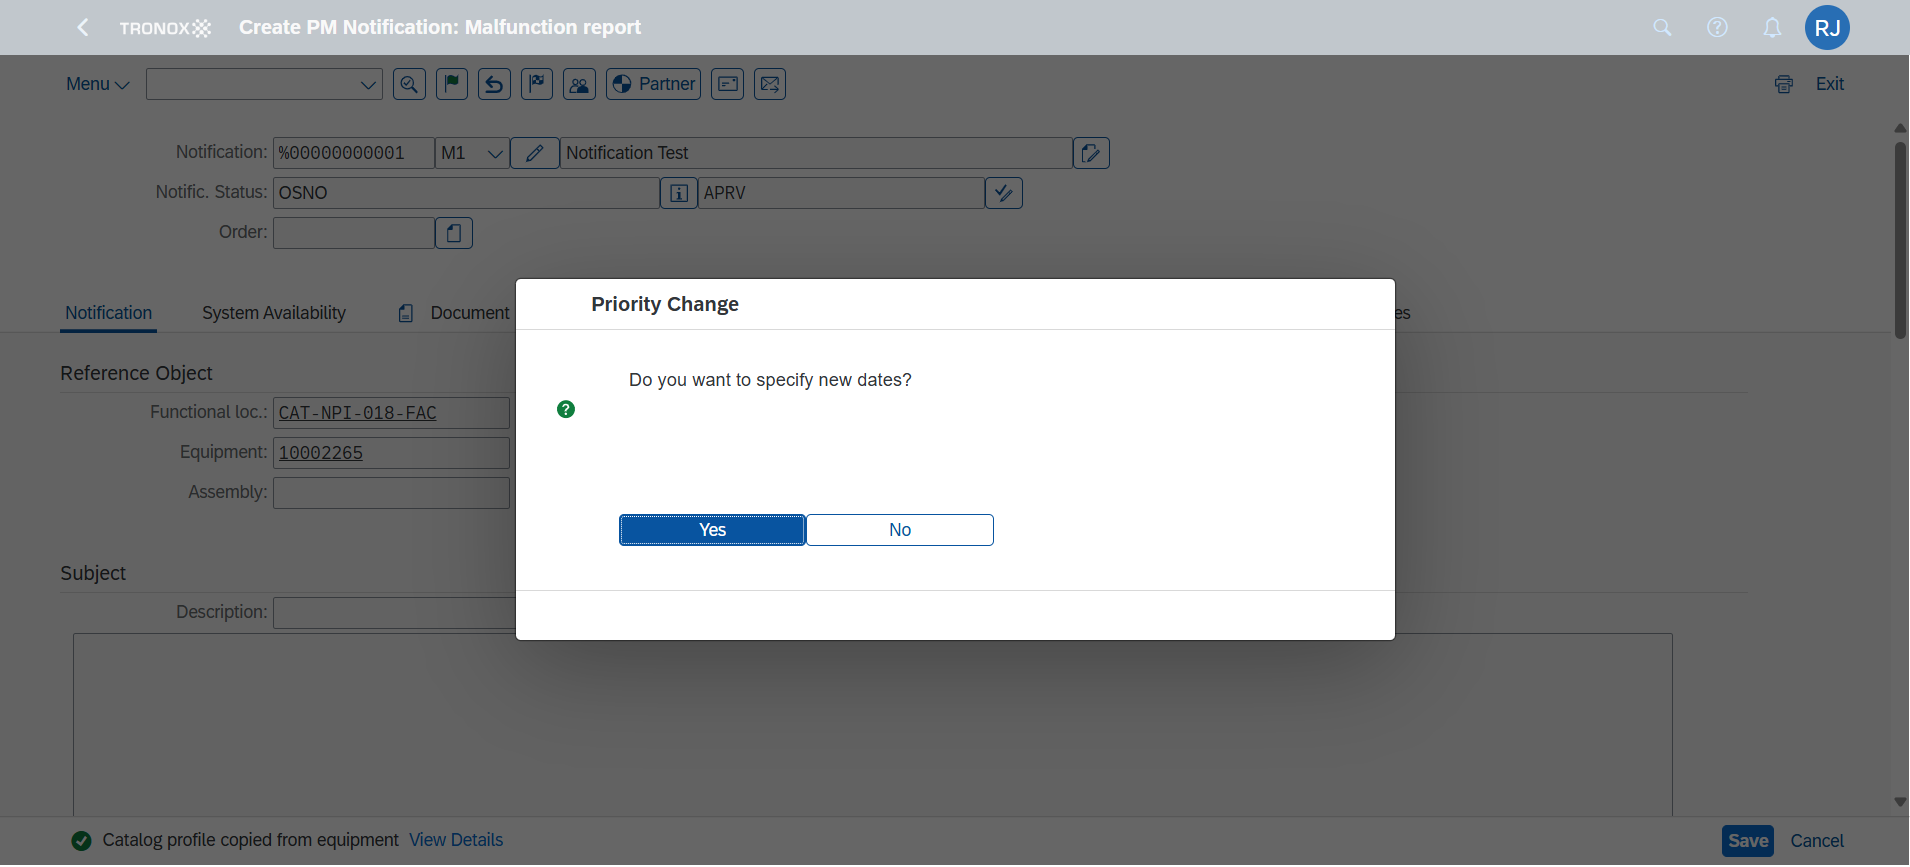 TRONOX Create PM Notification: Malfunction report RJ
Menu Partner Exit
Notification: %00000000001 M1 Notification Test
Notific. Status: OSNO APRV
Order:
Notification System Availability Document es
Priority Change
Do you want to specify new dates?
Yes No
Reference Object
Functional loc.: CAT-NPI-018-FAC
Equipment: 10002265
Assembly:
Subject
Description:
Catalog profile copied from equipment View Details Save Cancel